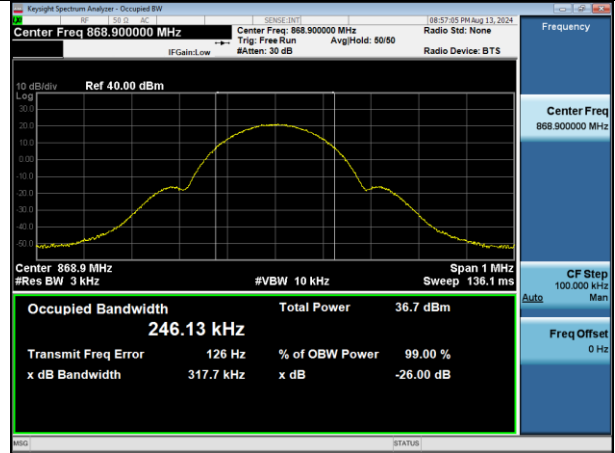 Keysight Spectrum Analyzer - Occupied BW
RF 50 Ω AC SENSE:INT 08:57:05 PM Aug 13, 2024
Center Freq 868.900000 MHz Center Freq: 868.900000 MHz Radio Std: None Frequency
Trig: Free Run Avg|Hold: 50/50
IFGain:Low #Atten: 30 dB Radio Device: BTS
10 dB/div Ref 40.00 dBm
Log
30.0
20.0
10.0
0.00
-10.0
-20.0
-30.0
-40.0
-50.0
Center Freq
868.900000 MHz
Center 868.9 MHz Span 1 MHz
#Res BW 3 kHz #VBW 10 kHz Sweep 136.1 ms
CF Step
100.000 kHz
Auto Man
Occupied Bandwidth Total Power 36.7 dBm
246.13 kHz
Freq Offset
0 Hz
Transmit Freq Error 126 Hz % of OBW Power 99.00 %
x dB Bandwidth 317.7 kHz x dB -26.00 dB
MSG STATUS